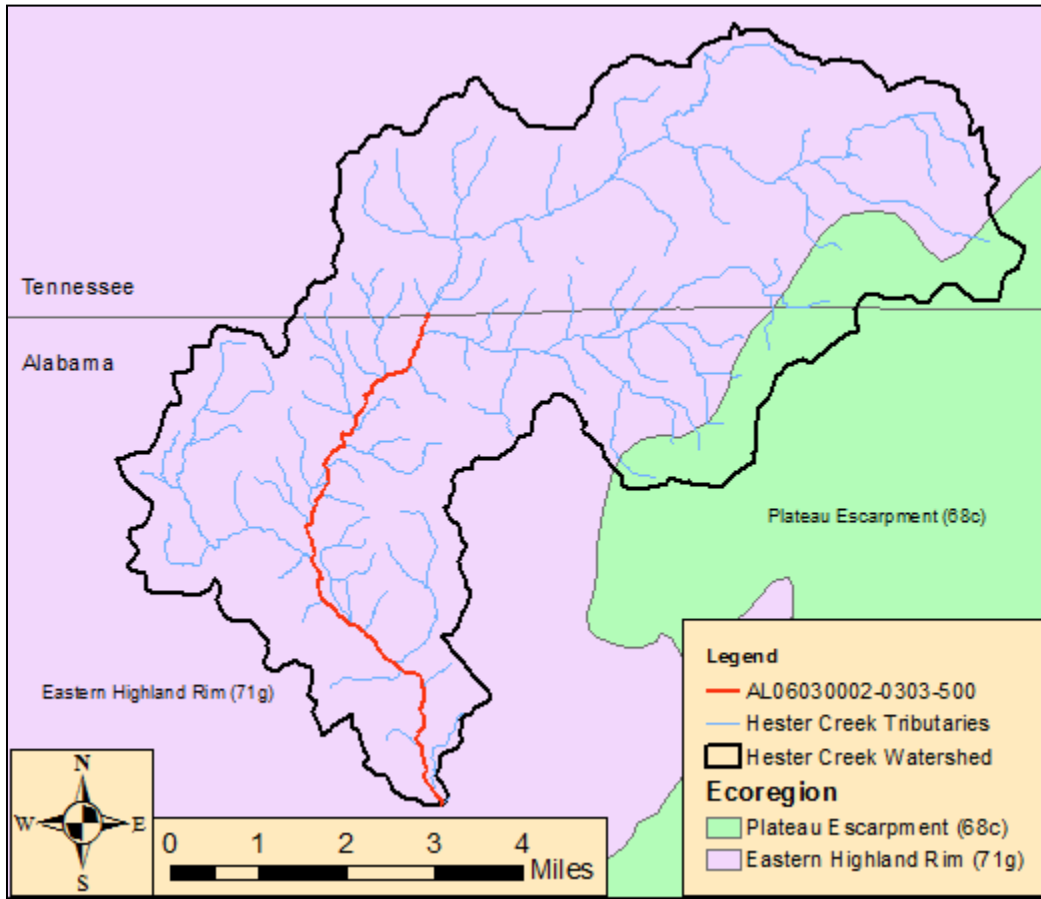 Tennessee
Alabama
Plateau Escarpment (68c)
Eastern Highland Rim (71g)
Legend
AL06030002-0303-500
Hester Creek Tributaries
Hester Creek Watershed
Ecoregion
Plateau Escarpment (68c)
Eastern Highland Rim (71g)
N
W E
S
0 1 2 3 4
Miles